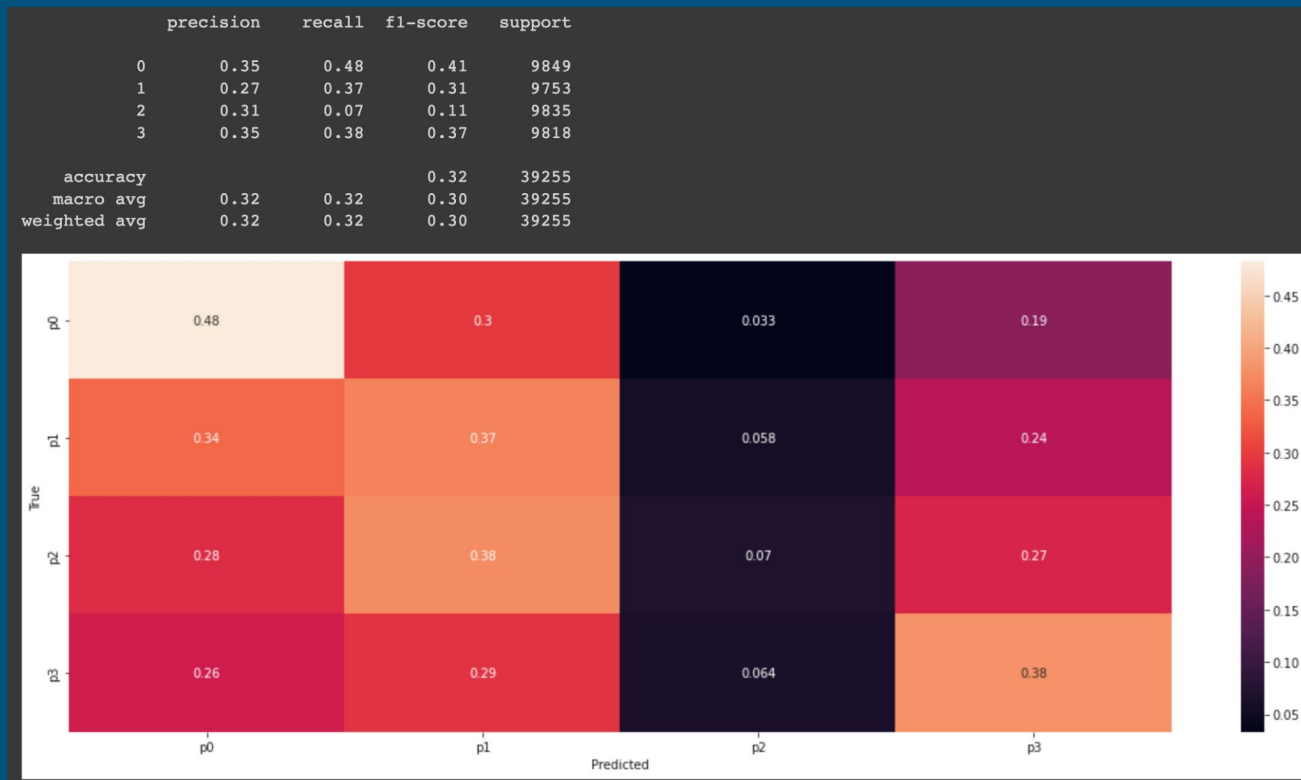 precision recall f1-score support
0 0.35 0.48 0.41 9849
1 0.27 0.37 0.31 9753
2 0.31 0.07 0.11 9835
3 0.35 0.38 0.37 9818
accuracy 0.32 39255
macro avg 0.32 0.32 0.30 39255
weighted avg 0.32 0.32 0.30 39255
p0 0.48 0.3 0.033 0.19
p1 0.34 0.37 0.058 0.24
p2 0.28 0.38 0.07 0.27
p3 0.26 0.29 0.064 0.38
True
p0 p1 p2 p3
Predicted
0.45
0.40
0.35
0.30
0.25
0.20
0.15
0.10
0.05